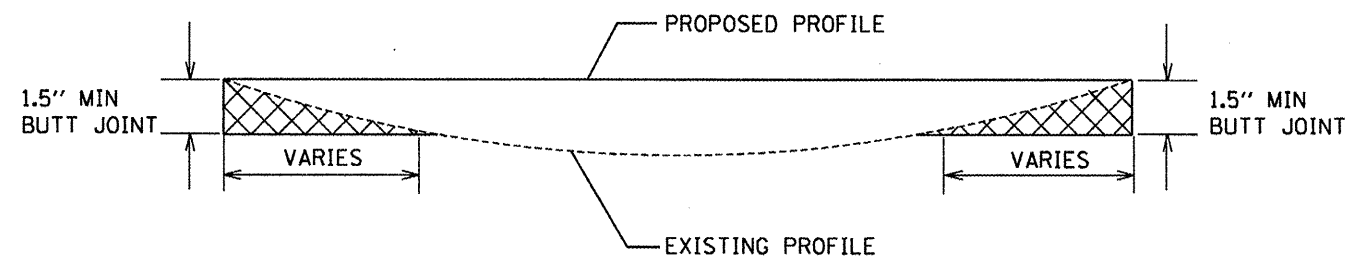 PROPOSED PROFILE
1.5" MIN
BUTT JOINT
1.5" MIN
BUTT JOINT
VARIES
VARIES
EXISTING PROFILE